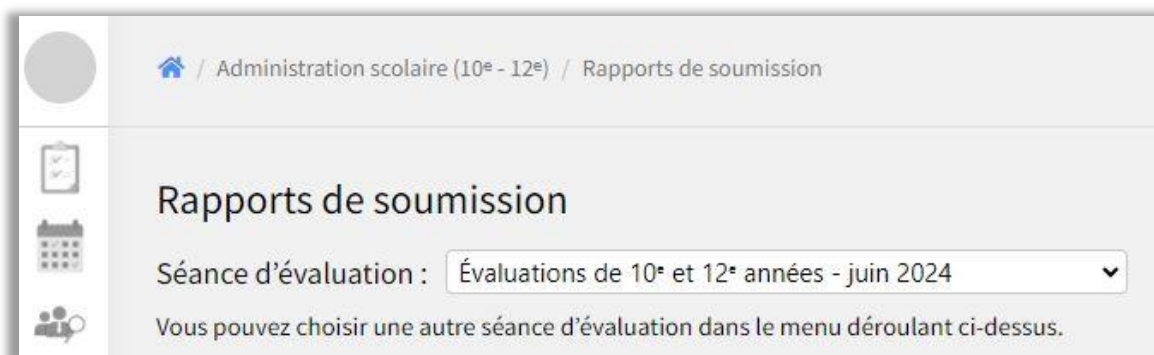 / Administration scolaire (10ᵉ - 12ᵉ) / Rapports de soumission
Rapports de soumission
Séance d'évaluation : Évaluations de 10ᵉ et 12ᵉ années - juin 2024
Vous pouvez choisir une autre séance d'évaluation dans le menu déroulant ci-dessus.